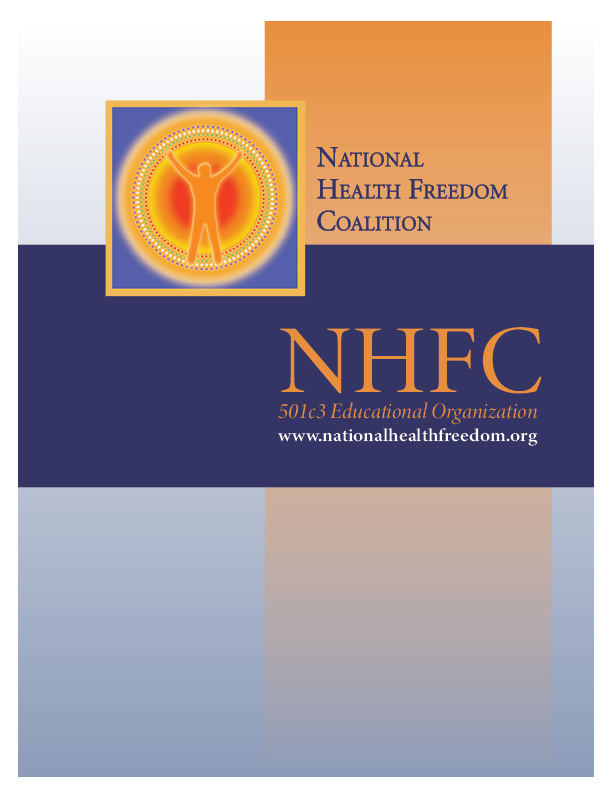 National
Health Freedom
Coalition
NHFC
501c3 Educational Organization
www.nationalhealthfreedom.org